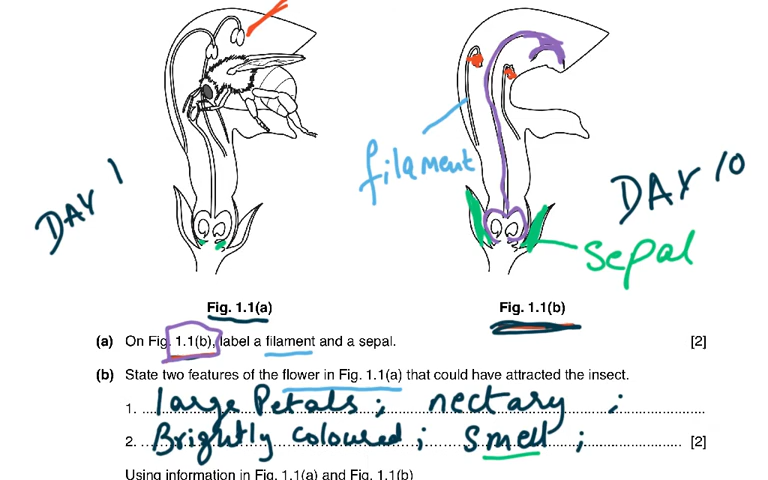 DAY 1
filament
DAY 10
sepal
Fig. 1.1(a) Fig. 1.1(b)
(a) On Fig. 1.1(b), label a filament and a sepal. [2]
(b) State two features of the flower in Fig. 1.1(a) that could have attracted the insect.
1. large Petals ; nectary ;
2. Brightly coloured ; smell ; [2]
Using information in Fig. 1.1(a) and Fig. 1.1(b)